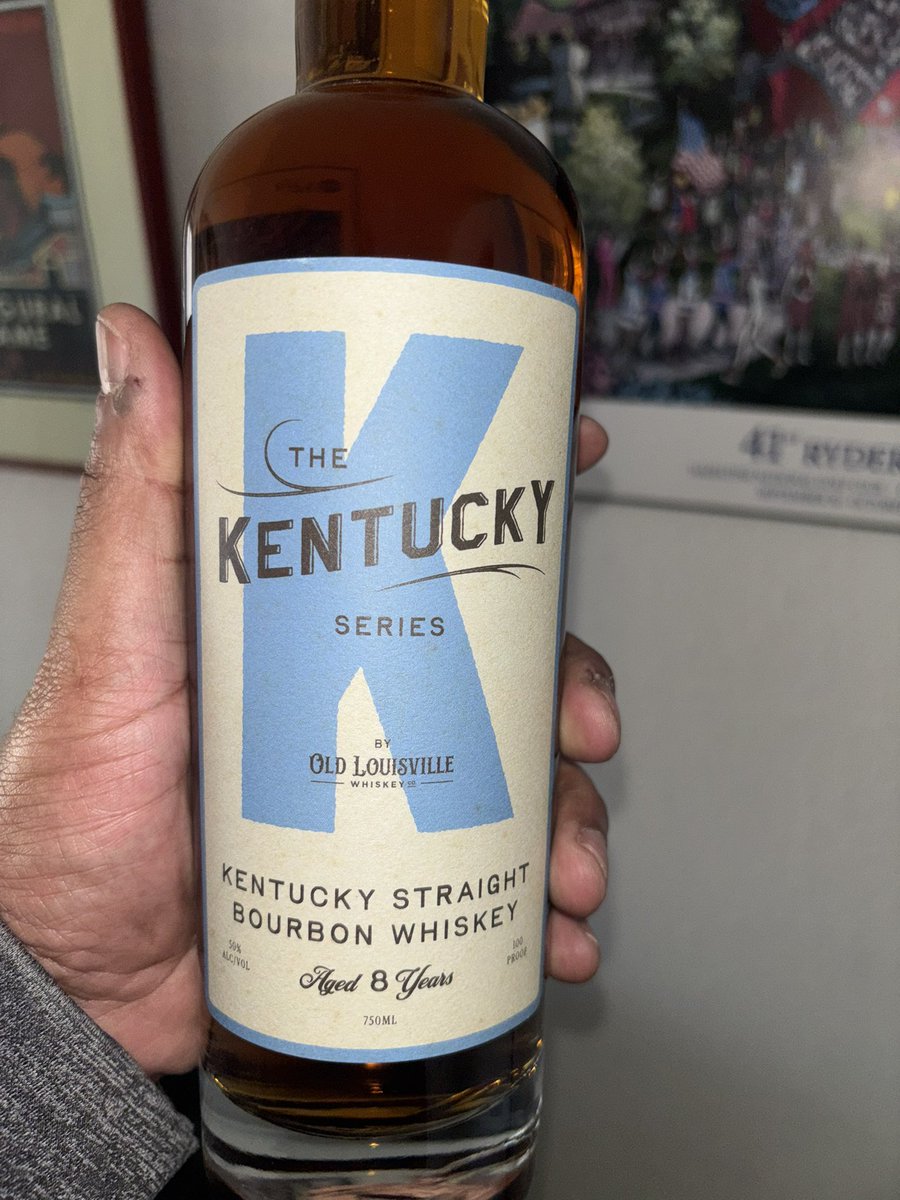 THE
KENTUCKY
SERIES
BY
OLD LOUISVILLE
WHISKEY CO
KENTUCKY STRAIGHT
BOURBON WHISKEY
50%
ALC/VOL
100
PROOF
Aged 8 Years
750ML
RYDER